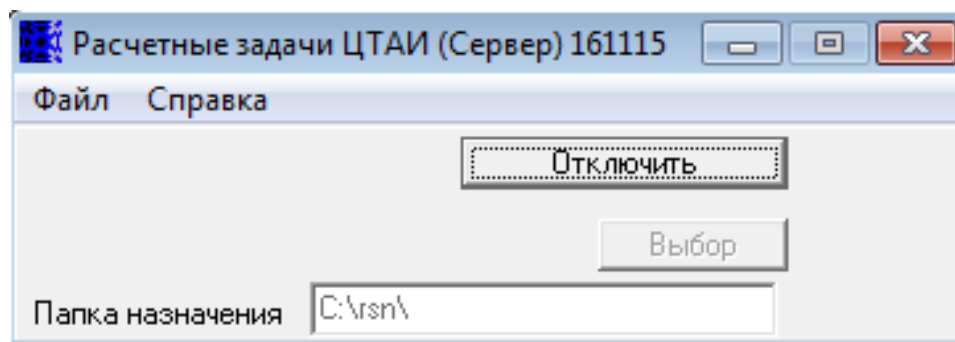 Расчетные задачи ЦТАИ (Сервер) 161115
Файл Справка
Отключить
Выбор
Папка назначения C:\rsn\